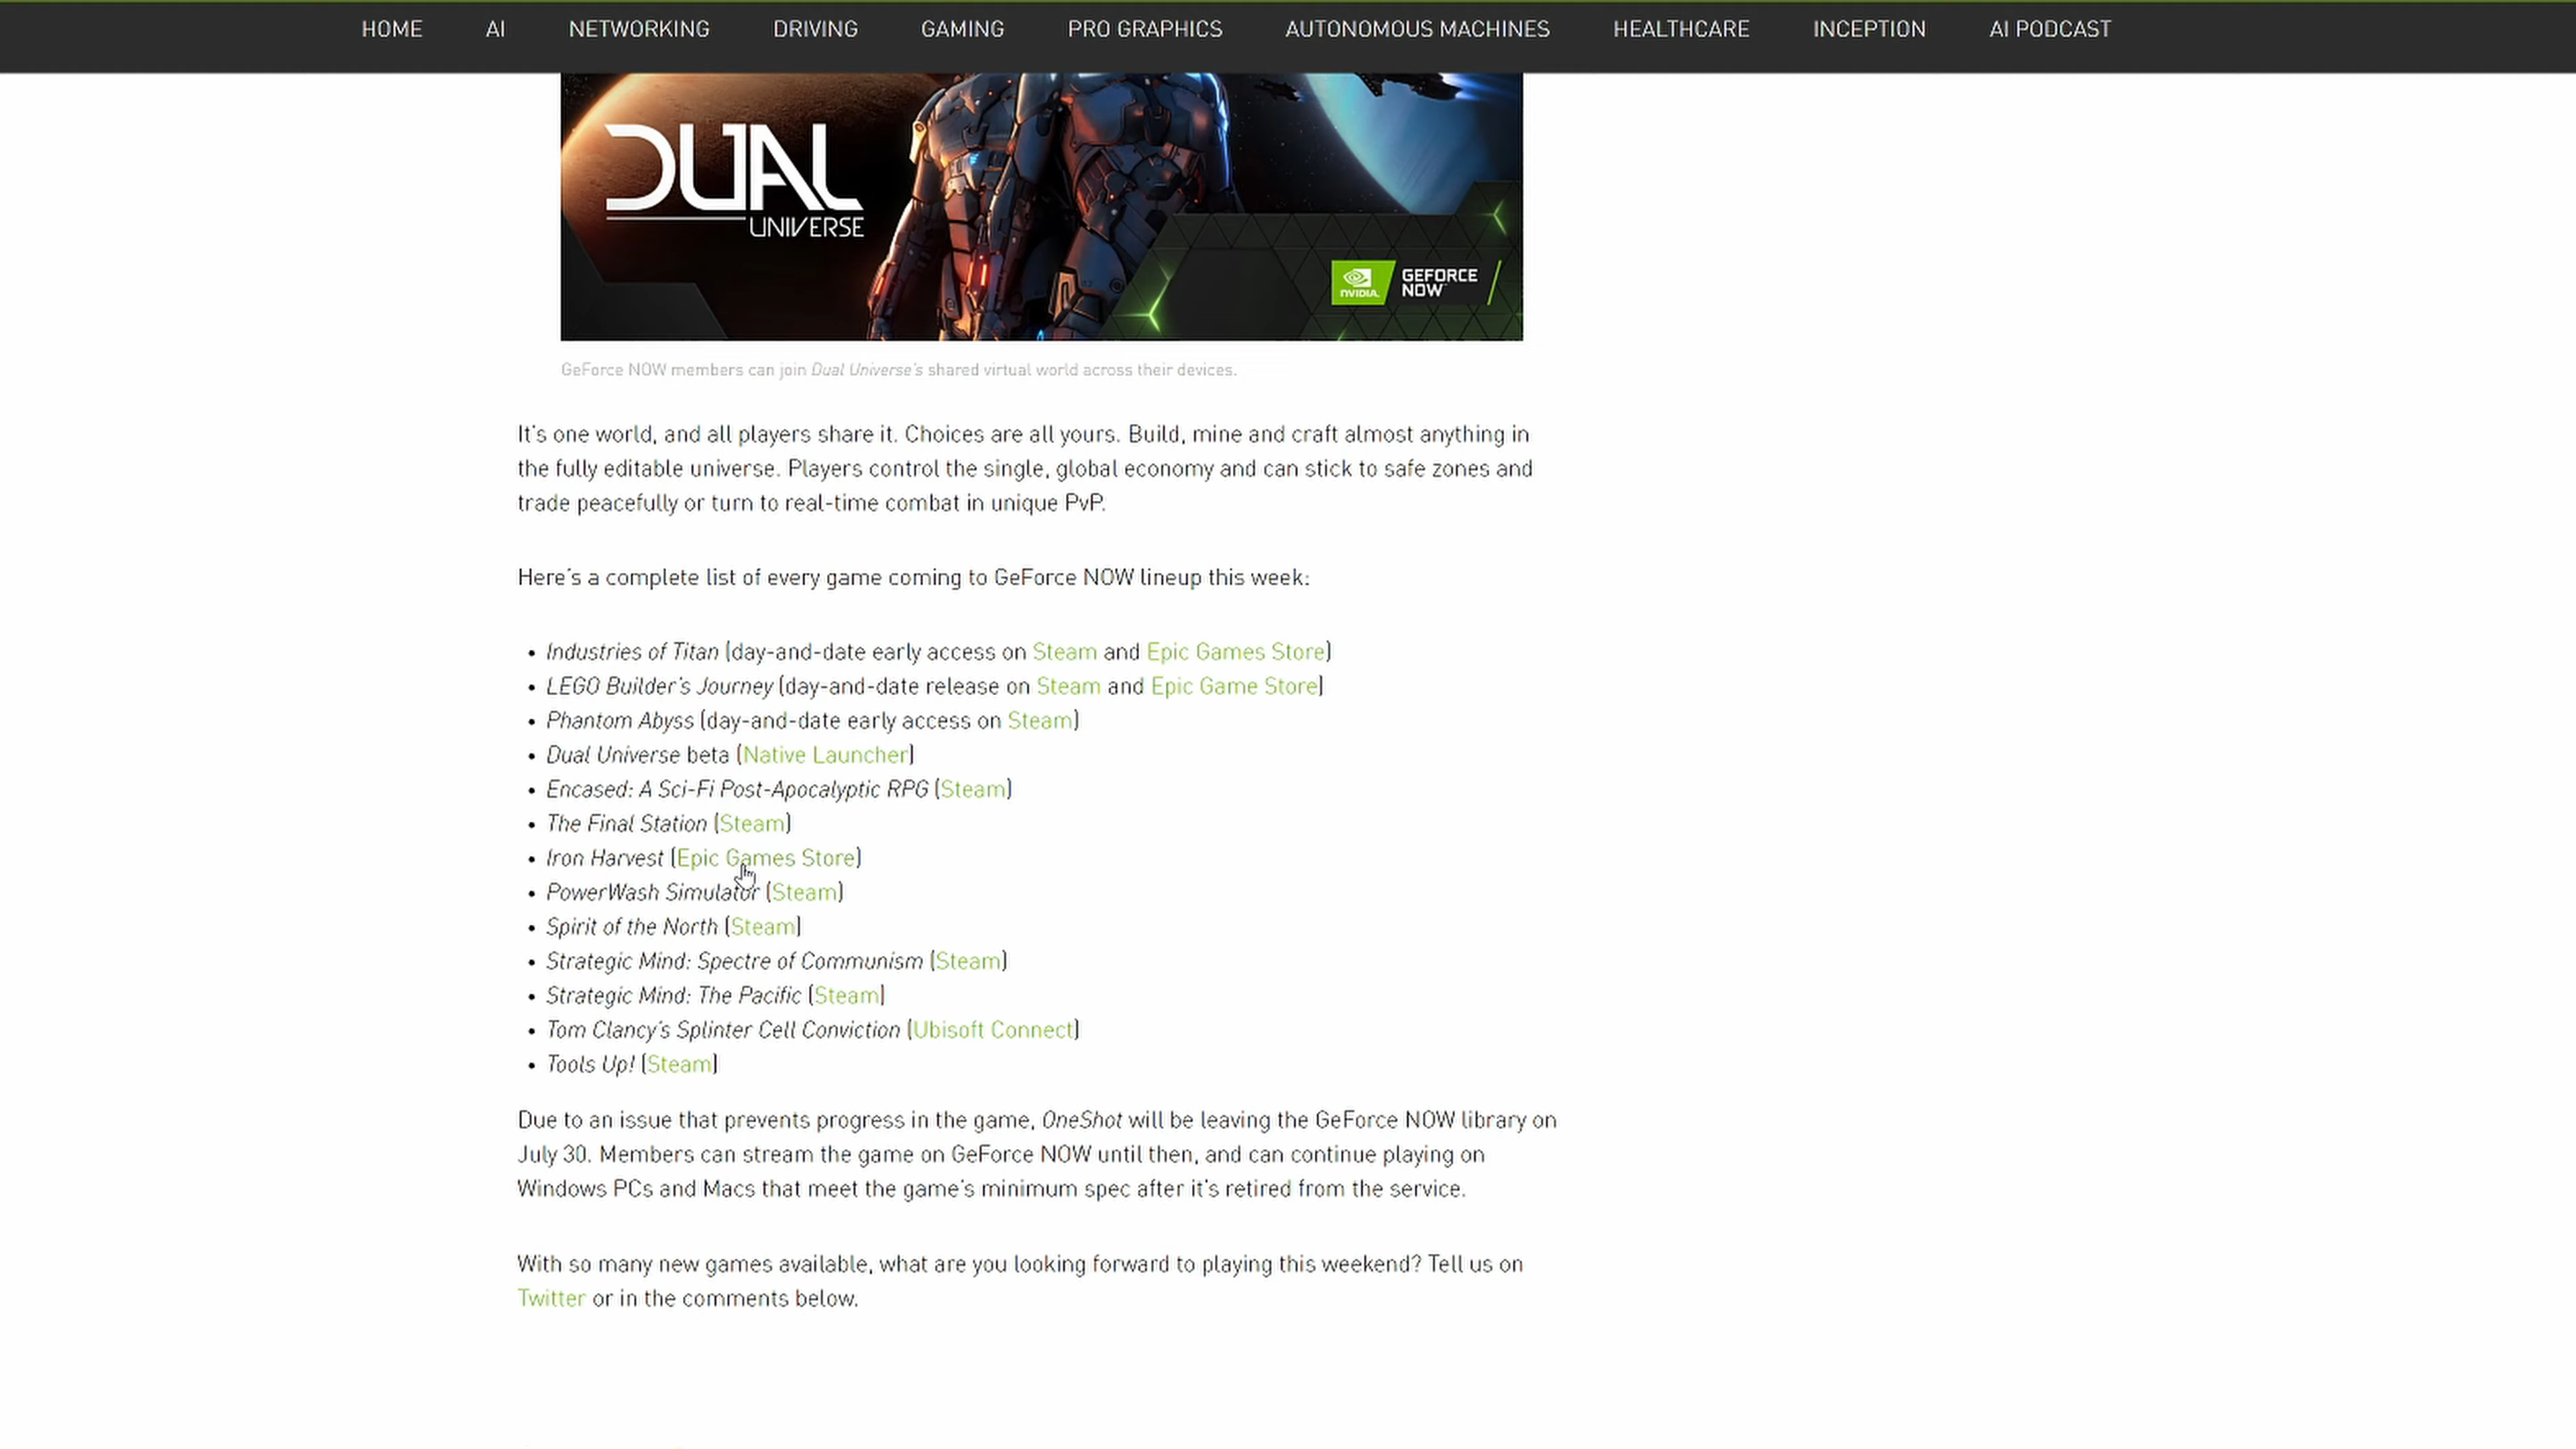 HOME AI NETWORKING DRIVING GAMING PRO GRAPHICS AUTONOMOUS MACHINES HEALTHCARE INCEPTION AI PODCAST
DUAL
UNIVERSE
NVIDIA. GEFORCE
NOW
GeForce NOW members can join Dual Universe's shared virtual world across their devices.
It's one world, and all players share it. Choices are all yours. Build, mine and craft almost anything in
the fully editable universe. Players control the single, global economy and can stick to safe zones and
trade peacefully or turn to real-time combat in unique PvP.
Here's a complete list of every game coming to GeForce NOW lineup this week:
• Industries of Titan (day-and-date early access on Steam and Epic Games Store)
• LEGO Builder's Journey (day-and-date release on Steam and Epic Game Store)
• Phantom Abyss (day-and-date early access on Steam)
• Dual Universe beta (Native Launcher)
• Encased: A Sci-Fi Post-Apocalyptic RPG (Steam)
• The Final Station (Steam)
• Iron Harvest (Epic Games Store)
• PowerWash Simulator (Steam)
• Spirit of the North (Steam)
• Strategic Mind: Spectre of Communism (Steam)
• Strategic Mind: The Pacific (Steam)
• Tom Clancy's Splinter Cell Conviction (Ubisoft Connect)
• Tools Up! (Steam)
Due to an issue that prevents progress in the game, OneShot will be leaving the GeForce NOW library on
July 30. Members can stream the game on GeForce NOW until then, and can continue playing on
Windows PCs and Macs that meet the game's minimum spec after it's retired from the service.
With so many new games available, what are you looking forward to playing this weekend? Tell us on
Twitter or in the comments below.